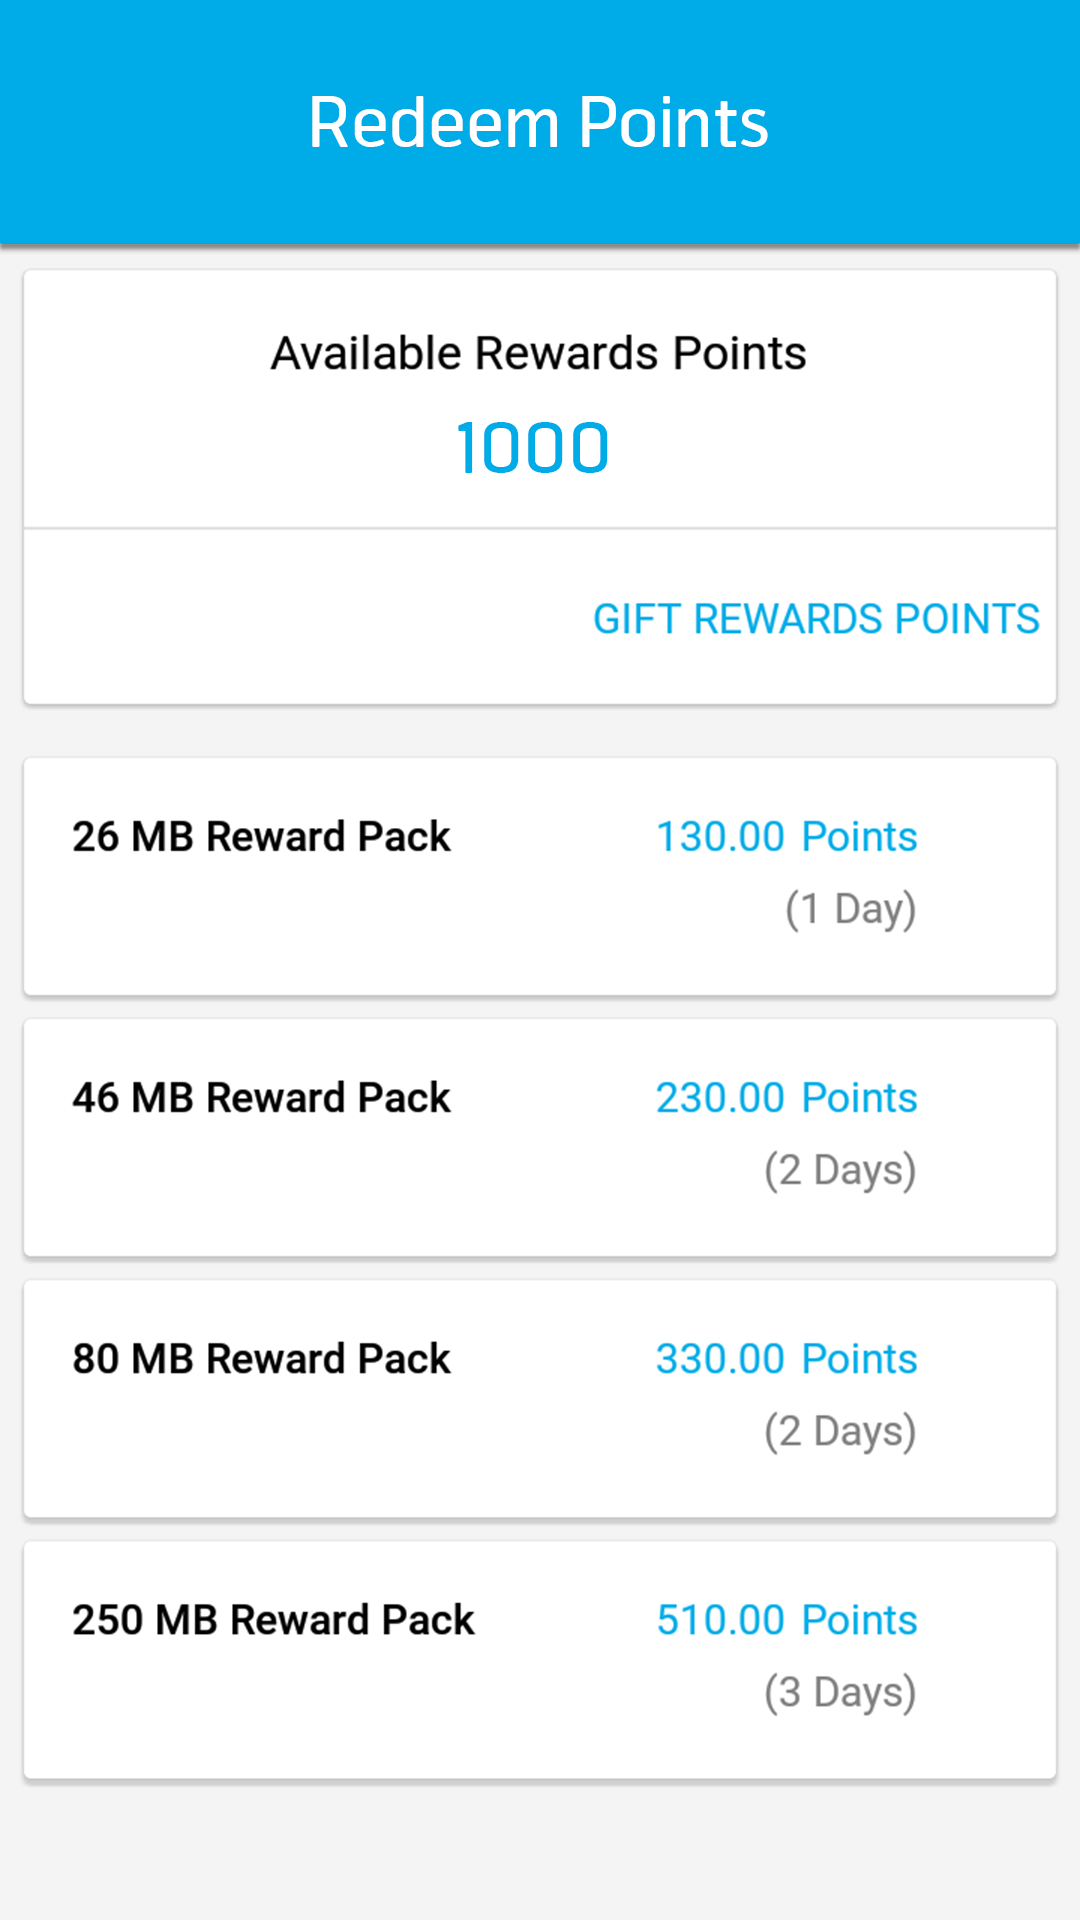 Redeem Points
Available Rewards Points
1000
GIFT REWARDS POINTS
26 MB Reward Pack 130.00 Points
(1 Day)
46 MB Reward Pack 230.00 Points
(2 Days)
80 MB Reward Pack 330.00 Points
(2 Days)
250 MB Reward Pack 510.00 Points
(3 Days)